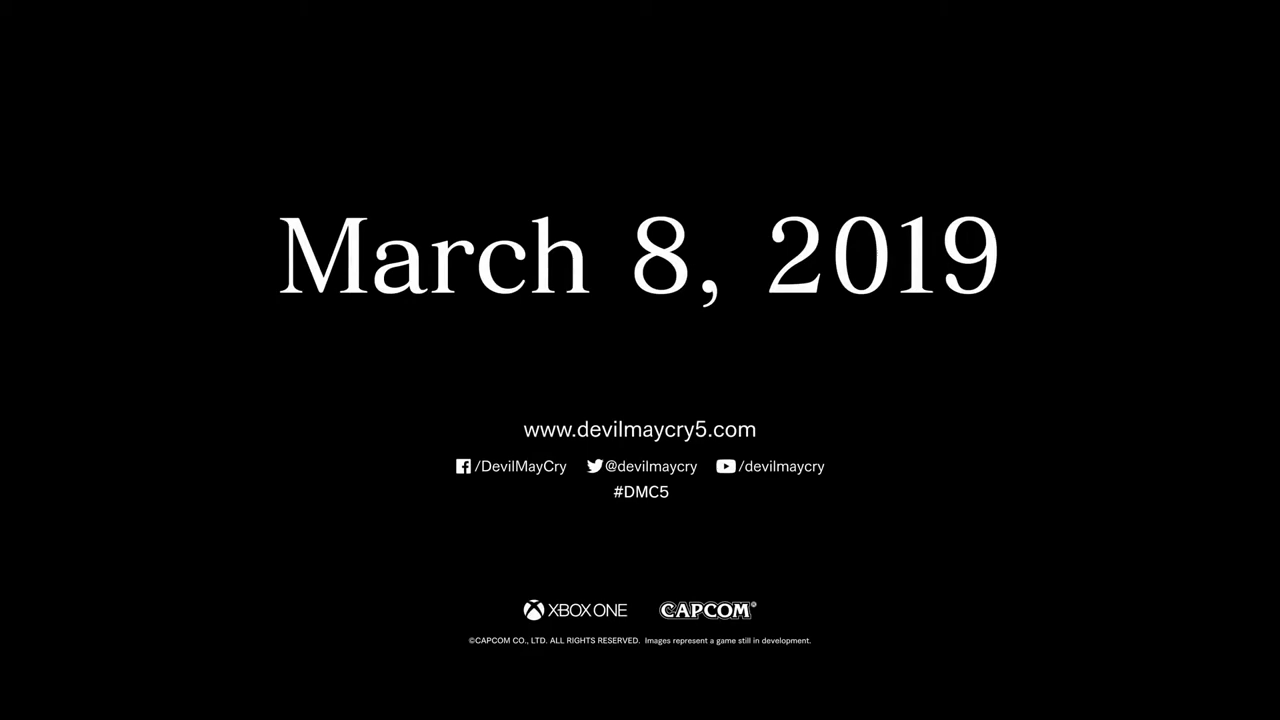 March 8, 2019
www.devilmaycry5.com
/DevilMayCry @devilmaycry /devilmaycry
#DMC5
XBOX ONE CAPCOM®
©CAPCOM CO., LTD. ALL RIGHTS RESERVED. Images represent a game still in development.